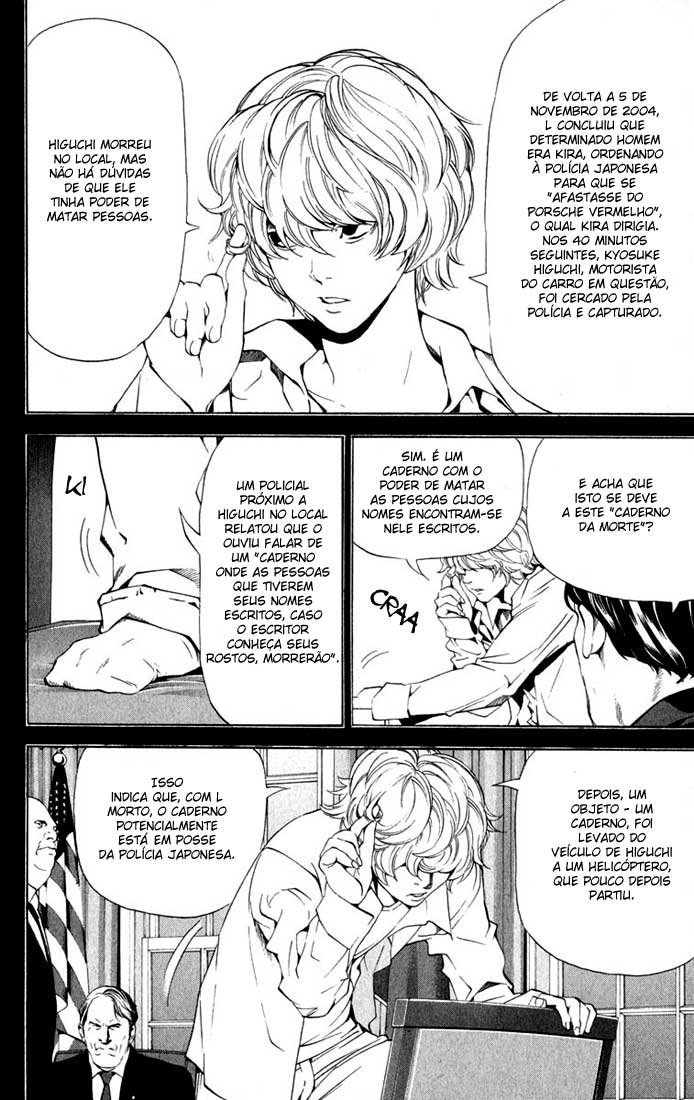 DE VOLTA A 5 DE
NOVEMBRO DE 2004,
L CONCLUIU QUE
DETERMINADO HOMEM
ERA KIRA, ORDENANDO
À POLÍCIA JAPONESA
PARA QUE SE
"AFASTASSE DO
PORSCHE VERMELHO",
O QUAL KIRA DIRIGIA.
NOS 40 MINUTOS
SEGUINTES, KYOSUKE
HIGUCHI, MOTORISTA
DO CARRO EM QUESTÃO,
FOI CERCADO PELA
POLÍCIA E CAPTURADO.
HIGUCHI MORREU
NO LOCAL, MAS
NÃO HÁ DÚVIDAS
DE QUE ELE
TINHA PODER DE
MATAR PESSOAS.
E ACHA QUE
ISTO SE DEVE
A ESTE "CADERNO
DA MORTE"?
SIM. É UM
CADERNO COM O
PODER DE MATAR
AS PESSOAS CUJOS
NOMES ENCONTRAM-SE
NELE ESCRITOS.
CRAA
UM POLICIAL
PRÓXIMO A
HIGUCHI NO LOCAL
RELATOU QUE O
OUVIU FALAR DE
UM "CADERNO
ONDE AS PESSOAS
QUE TIVEREM
SEUS NOMES
ESCRITOS, CASO
O ESCRITOR
CONHEÇA SEUS
ROSTOS, MORRERÃO".
KI
DEPOIS, UM
OBJETO - UM
CADERNO, FOI
LEVADO DO
VEÍCULO DE HIGUCHI
A UM HELICÓPTERO,
QUE POUCO DEPOIS
PARTIU.
ISSO
INDICA QUE, COM L
MORTO, O CADERNO
POTENCIALMENTE
ESTÁ EM POSSE
DA POLÍCIA JAPONESA.